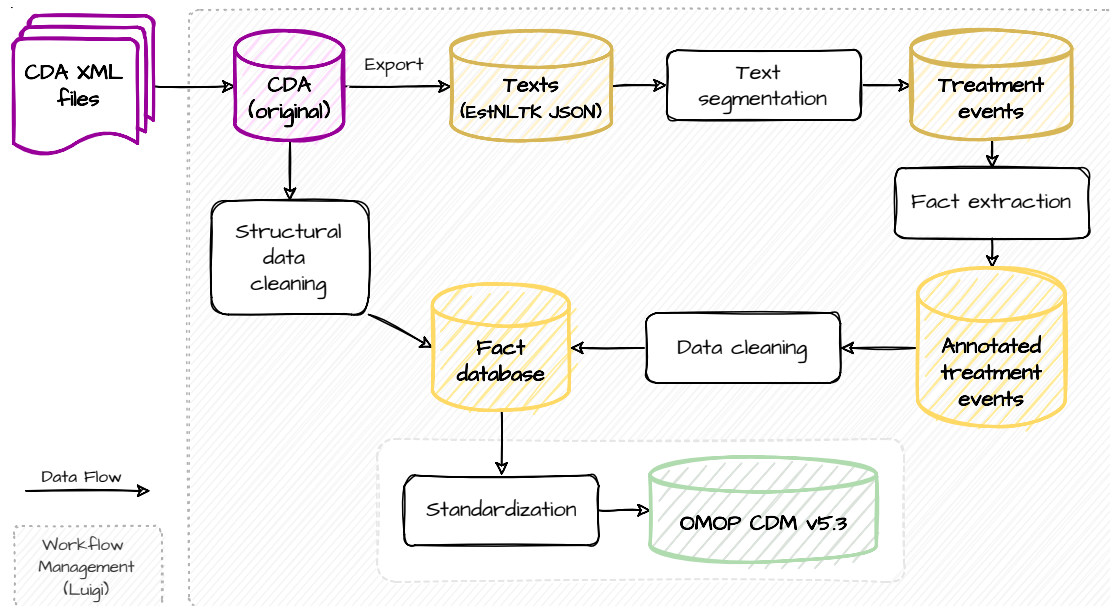 CDA XML
files
CDA
(original)
Export
Texts
(EstNLTK JSON)
Text
segmentation
Treatment
events
Fact extraction
Structural
data
cleaning
Fact
database
Data cleaning
Annotated
treatment
events
Data Flow
Standardization
OMOP CDM v5.3
Workflow
Management
(Luigi)